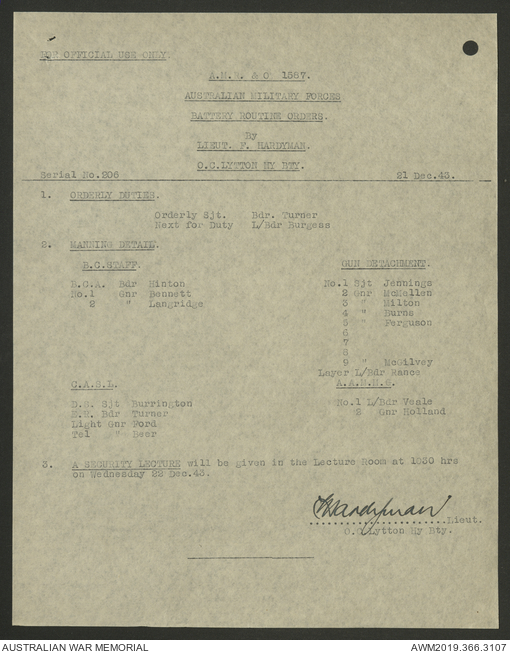 FOR OFFICIAL USE ONLY.
A.M.F. & O 1567.
AUSTRALIAN MILITARY FORCES
BATTERY ROUTINE ORDERS.
By
LIEUT. F. HARDYMAN.
O.C. LYTTON HY BTY.
Serial No.206 21 Dec.43.
1. ORDERLY DUTIES.
Orderly Sjt. Bdr. Turner
Next for Duty L/Bdr Burgess
2. MANNING DETAIL.
B.C. STAFF.
B.C.A. Bdr Hinton
No.1 Gnr Bennett
2 " Langridge
GUN DETACHMENT.
No.1 Sjt Jennings
2 Gnr McMellen
3 " Milton
4 " Burns
5 " Ferguson
6
7
8
9 " McGilvey
Layer L/Bdr Rance
C.A.S.L.
D.S. Sjt Burrington
N.R. Bdr Turner
Light Gnr Ford
Tel " Beer
No.1 L/Bdr Veale
2 Gnr Holland
3. A SECURITY LECTURE will be given in the Lecture Room at 1830 hrs
on Wednesday 22 Dec.43.
FHardyman Lieut.
O.C. Lytton Hy Bty.
AUSTRALIAN WAR MEMORIAL AWM2019.366.3107